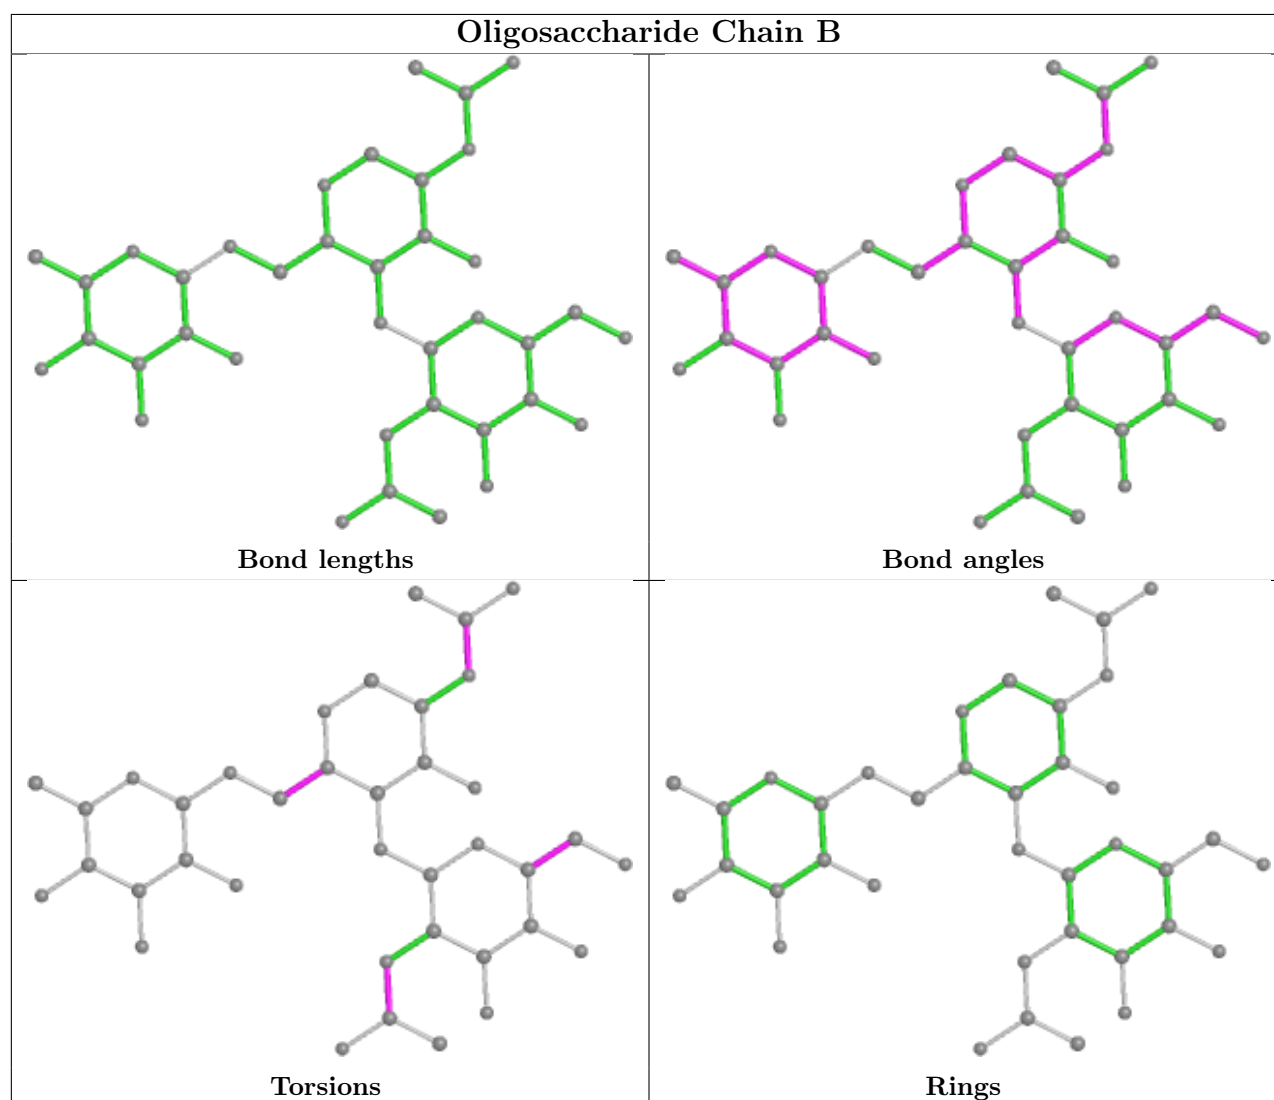 Oligosaccharide Chain B
Bond lengths
Bond angles
Torsions
Rings